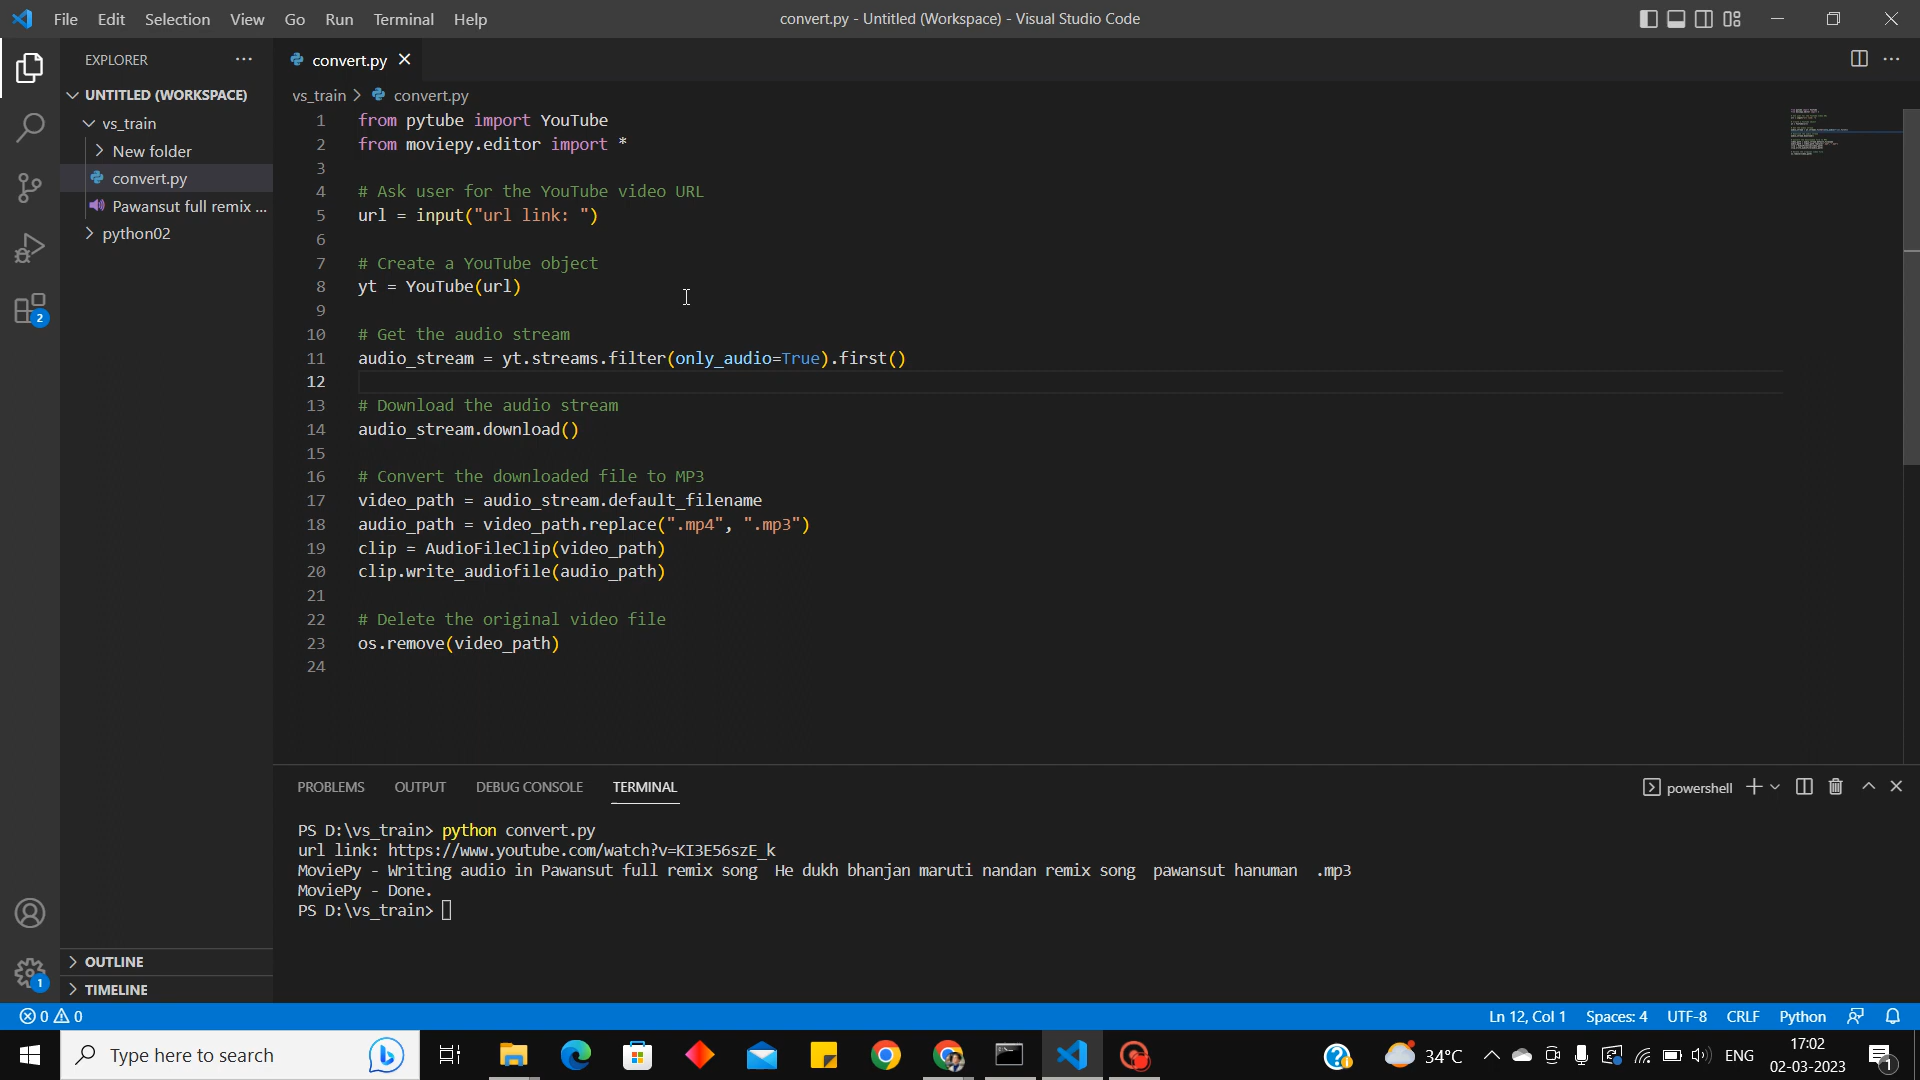 File Edit Selection View Go Run Terminal Help
convert.py - Untitled (Workspace) - Visual Studio Code
EXPLORER
UNTITLED (WORKSPACE)
vs_train
New folder
convert.py
Pawansut full remix ...
python02
OUTLINE
TIMELINE
convert.py
vs_train > convert.py
1 from pytube import YouTube
2 from moviepy.editor import *
3
4 # Ask user for the YouTube video URL
5 url = input("url link: ")
6
7 # Create a YouTube object
8 yt = YouTube(url)
9
10 # Get the audio stream
11 audio_stream = yt.streams.filter(only_audio=True).first()
12
13 # Download the audio stream
14 audio_stream.download()
15
16 # Convert the downloaded file to MP3
17 video_path = audio_stream.default_filename
18 audio_path = video_path.replace(".mp4", ".mp3")
19 clip = AudioFileClip(video_path)
20 clip.write_audiofile(audio_path)
21
22 # Delete the original video file
23 os.remove(video_path)
24
PROBLEMS OUTPUT DEBUG CONSOLE TERMINAL
powershell
PS D:\vs_train> python convert.py
url link: https://www.youtube.com/watch?v=KI3E56szE_k
MoviePy - Writing audio in Pawansut full remix song  He dukh bhanjan maruti nandan remix song  pawansut hanuman  .mp3
MoviePy - Done.
PS D:\vs_train>
2
1
0 0
Ln 12, Col 1 Spaces: 4 UTF-8 CRLF Python
Type here to search
34°C
ENG
17:02
02-03-2023
1